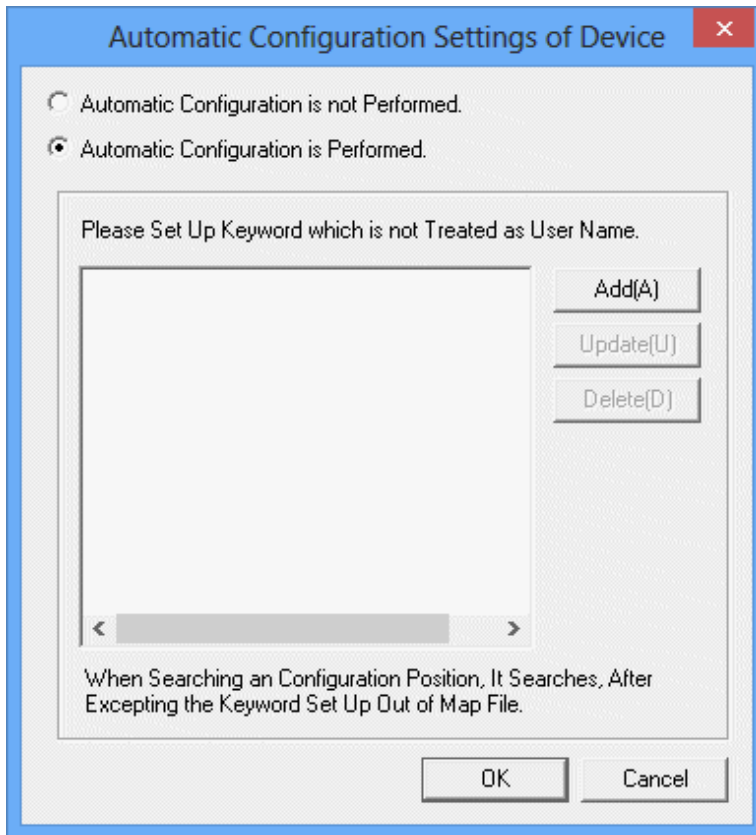 Automatic Configuration Settings of Device
Automatic Configuration is not Performed.
Automatic Configuration is Performed.
Please Set Up Keyword which is not Treated as User Name.
Add(A)
Update(U)
Delete(D)
When Searching an Configuration Position, It Searches, After
Excepting the Keyword Set Up Out of Map File.
OK
Cancel